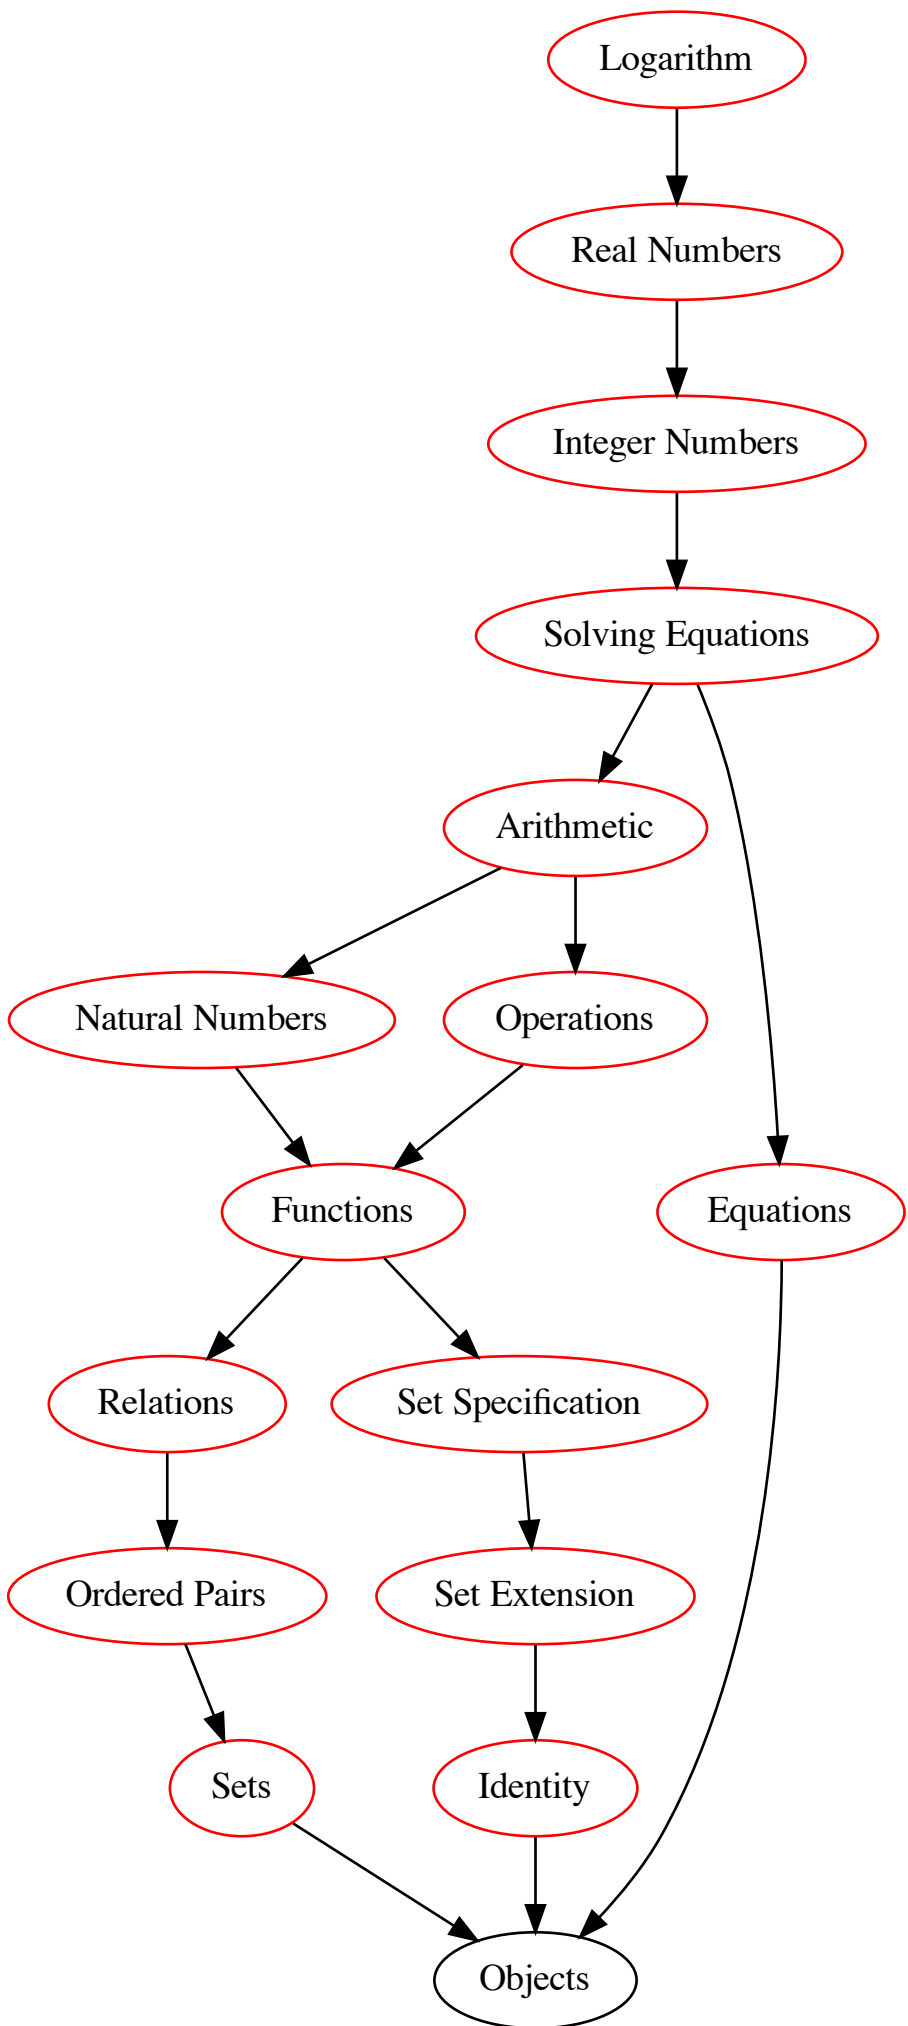 Logarithm
Real Numbers
Integer Numbers
Solving Equations
Arithmetic
Natural Numbers
Operations
Functions
Equations
Relations
Set Specification
Ordered Pairs
Set Extension
Sets
Identity
Objects